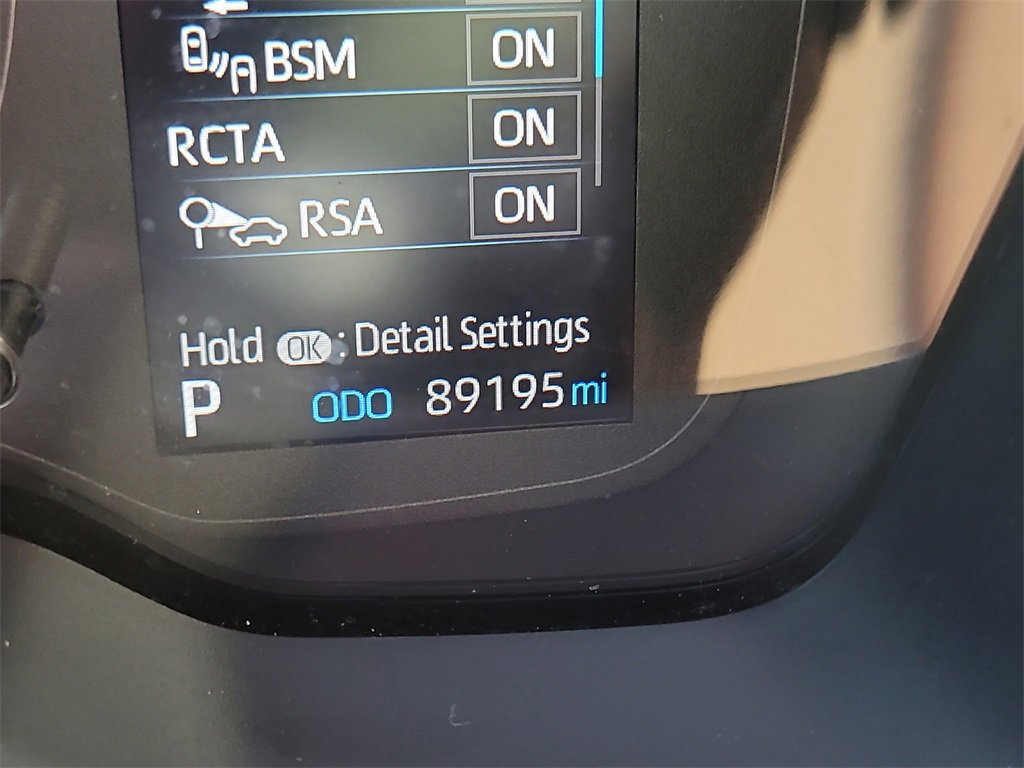 BSM ON
RCTA ON
RSA ON
Hold OK : Detail Settings
P ODO 89195 mi